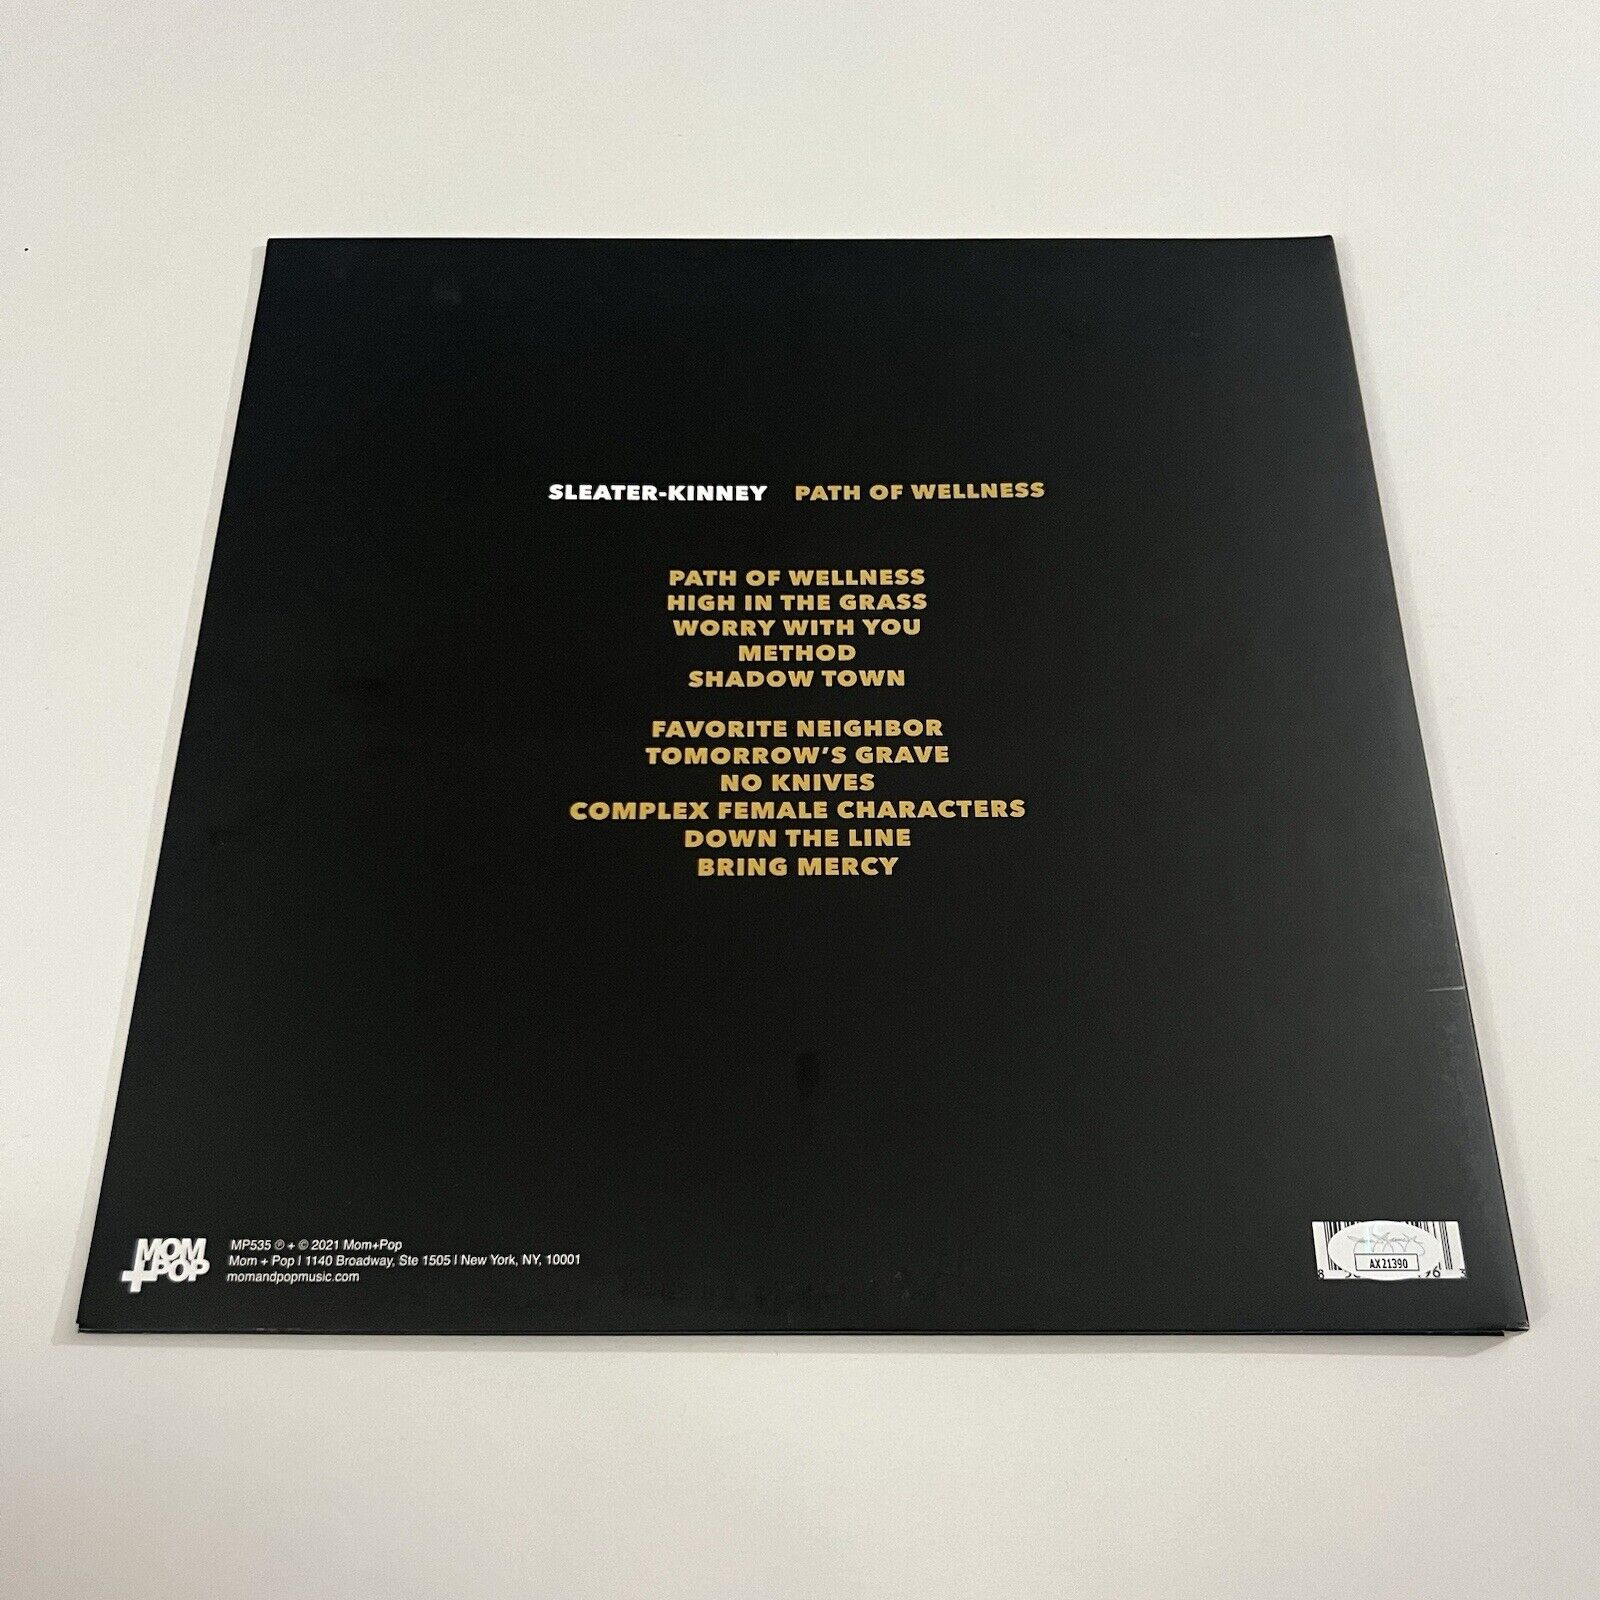 SLEATER-KINNEY PATH OF WELLNESS
PATH OF WELLNESS
HIGH IN THE GRASS
WORRY WITH YOU
METHOD
SHADOW TOWN
FAVORITE NEIGHBOR
TOMORROW'S GRAVE
NO KNIVES
COMPLEX FEMALE CHARACTERS
DOWN THE LINE
BRING MERCY
MOM
+POP
MP535 ℗ + © 2021 Mom+Pop
Mom + Pop | 1140 Broadway, Ste 1505 | New York, NY, 10001
momandpopmusic.com
AX21390